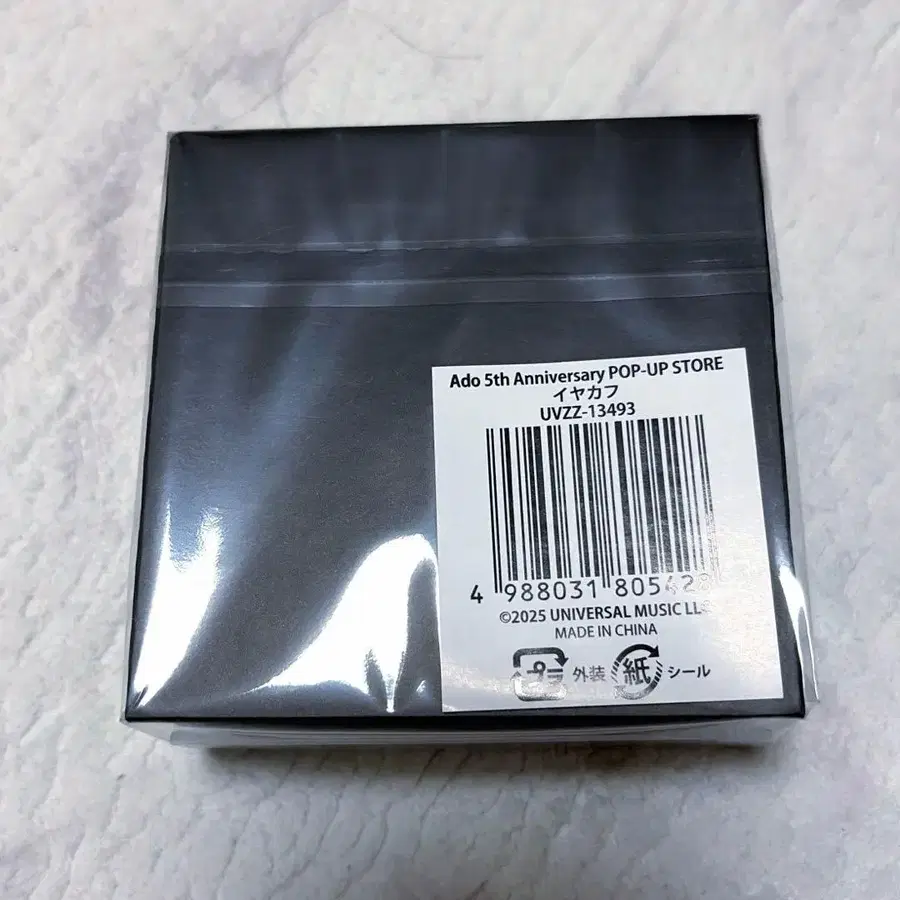 Ado 5th Anniversary POP-UP STORE
イヤカフ
UVZZ-13493
4 988031 805428
©2025 UNIVERSAL MUSIC LLC
MADE IN CHINA
プラ 外装 紙 シール